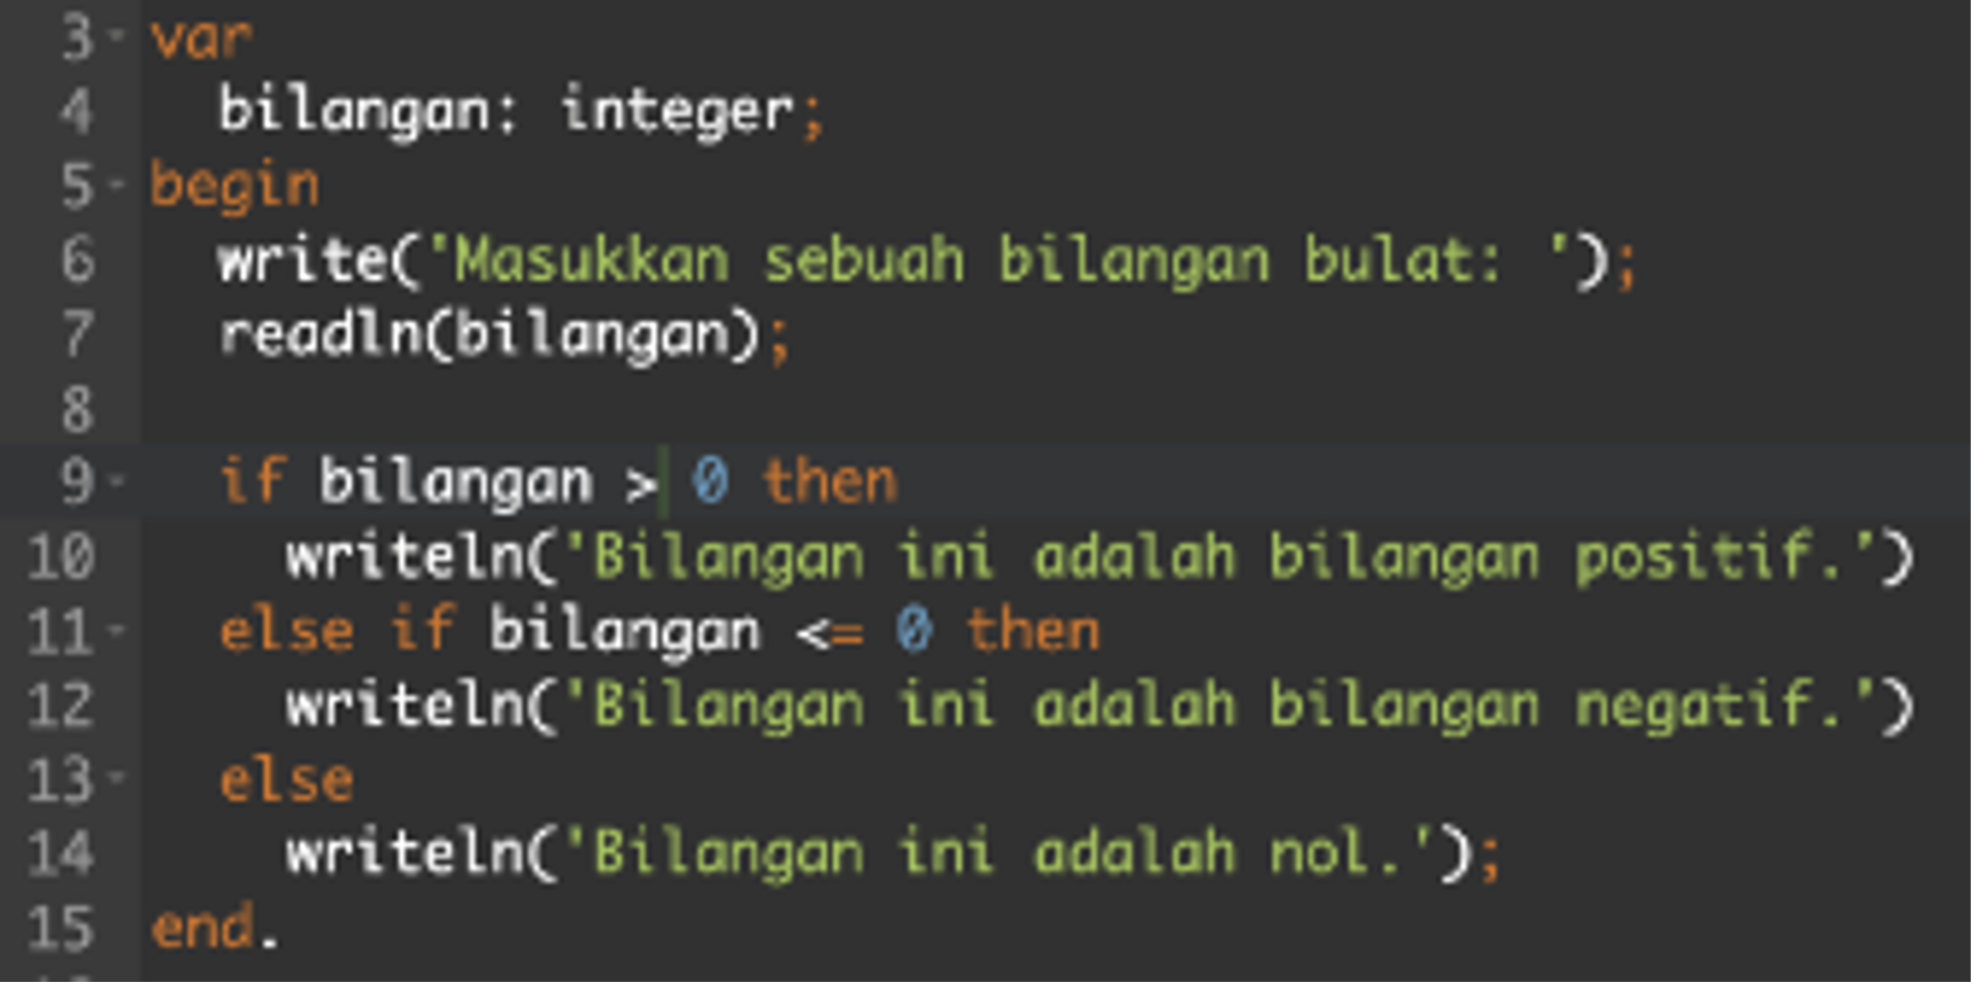 3 var
4   bilangan: integer;
5 begin
6   write('Masukkan sebuah bilangan bulat: ');
7   readln(bilangan);
8
9   if bilangan > 0 then
10     writeln('Bilangan ini adalah bilangan positif.')
11   else if bilangan <= 0 then
12     writeln('Bilangan ini adalah bilangan negatif.')
13   else
14     writeln('Bilangan ini adalah nol.');
15 end.